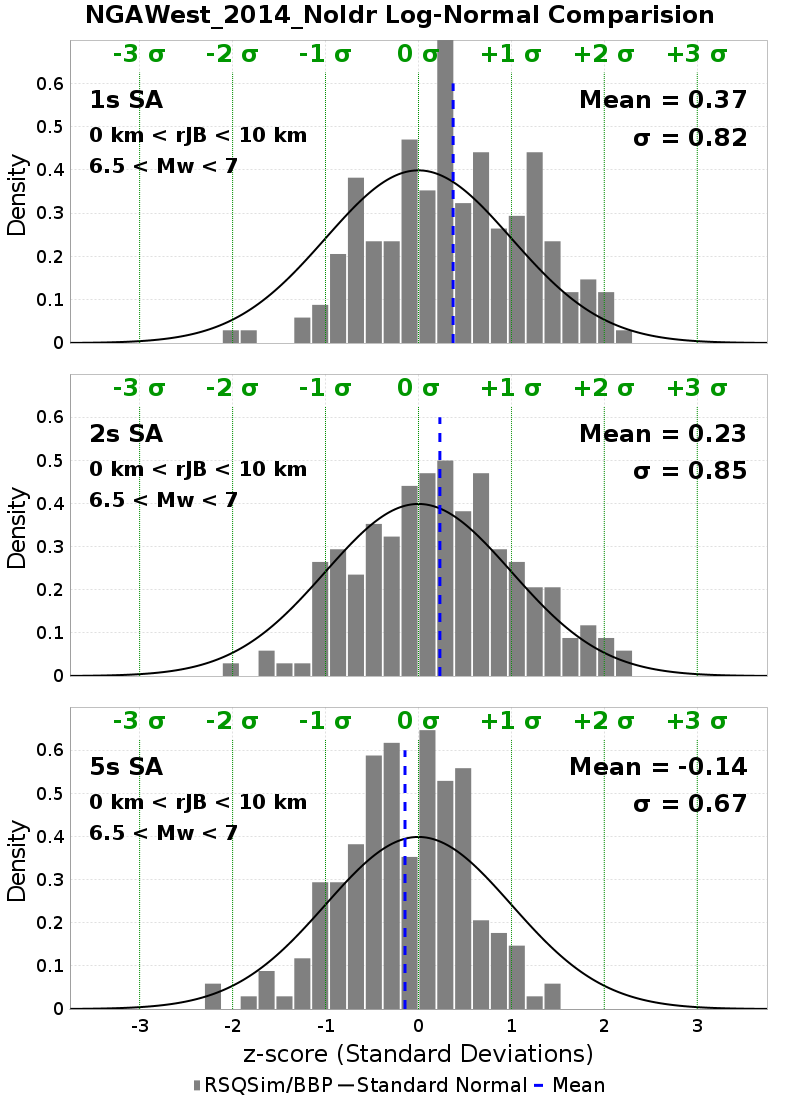 NGAWest_2014_NoIdr Log-Normal Comparision
-3 σ -2 σ -1 σ 0 σ +1 σ +2 σ +3 σ
1s SA
Mean = 0.37
0 km < rJB < 10 km
σ = 0.82
6.5 < Mw < 7
Density
0.6
0.5
0.4
0.3
0.2
0.1
0
-3 σ -2 σ -1 σ 0 σ +1 σ +2 σ +3 σ
2s SA
Mean = 0.23
0 km < rJB < 10 km
σ = 0.85
6.5 < Mw < 7
Density
0.6
0.5
0.4
0.3
0.2
0.1
0
-3 σ -2 σ -1 σ 0 σ +1 σ +2 σ +3 σ
5s SA
Mean = -0.14
0 km < rJB < 10 km
σ = 0.67
6.5 < Mw < 7
Density
0.6
0.5
0.4
0.3
0.2
0.1
0
-3 -2 -1 0 1 2 3
z-score (Standard Deviations)
RSQSim/BBP Standard Normal Mean